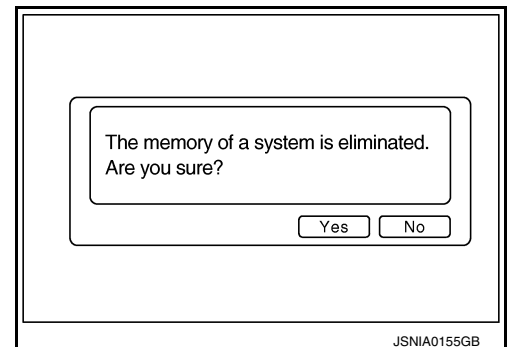 The memory of a system is eliminated.
Are you sure?
Yes No
JSNIA0155GB